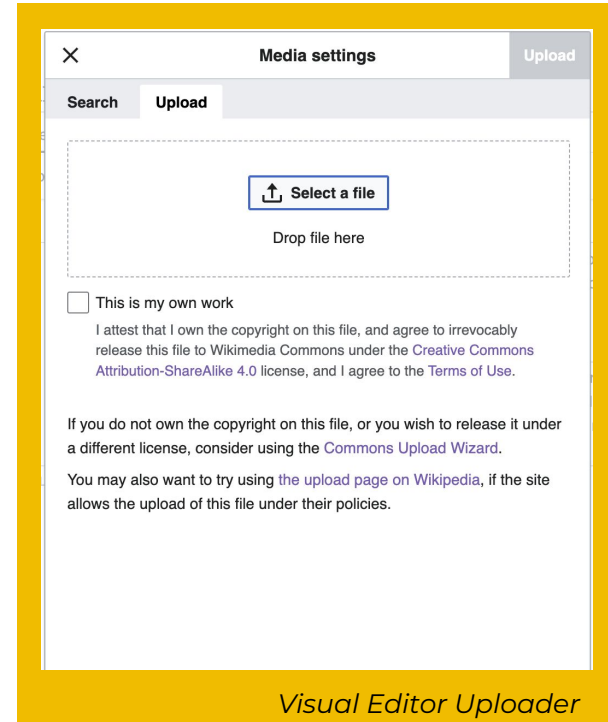 Media settings
Upload
Search
Upload
Select a file
Drop file here
This is my own work
I attest that I own the copyright on this file, and agree to irrevocably
release this file to Wikimedia Commons under the Creative Commons
Attribution-ShareAlike 4.0 license, and I agree to the Terms of Use.
If you do not own the copyright on this file, or you wish to release it under
a different license, consider using the Commons Upload Wizard.
You may also want to try using the upload page on Wikipedia, if the site
allows the upload of this file under their policies.
Visual Editor Uploader